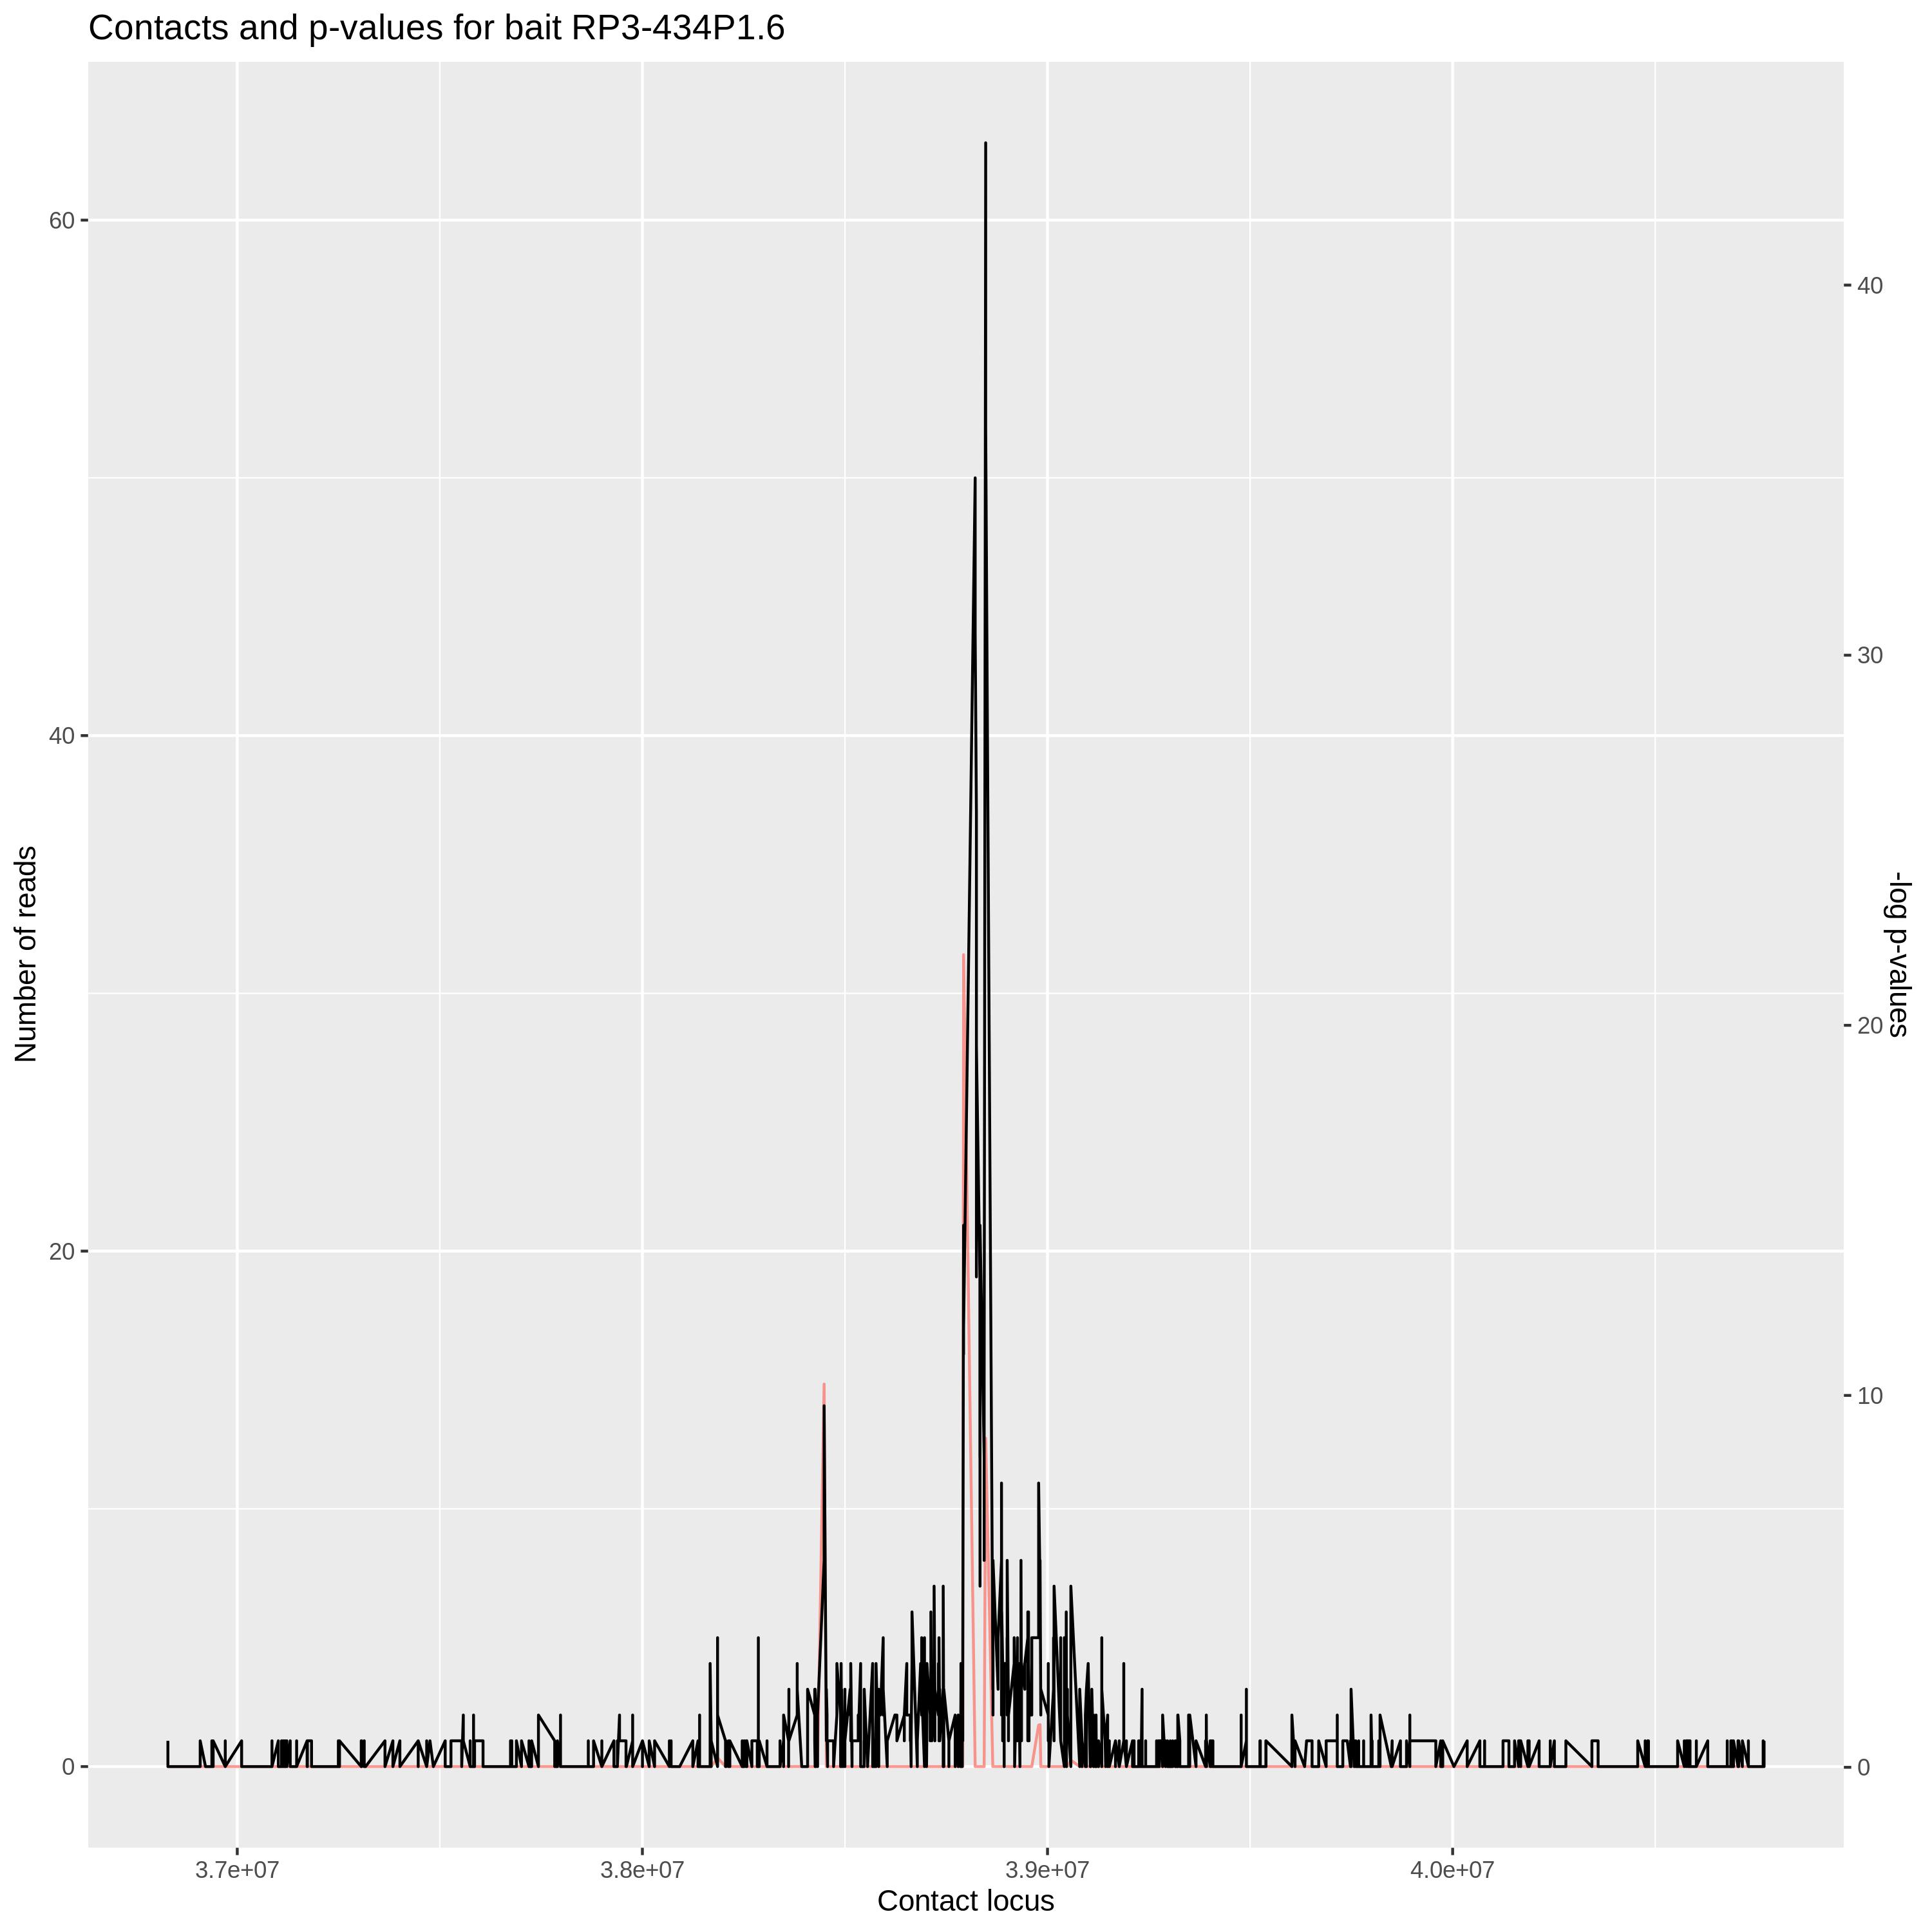 Contacts and p-values for bait RP3-434P1.6
60
40
20
0
Number of reads
40
30
20
10
0
-log p-values
3.7e+07 3.8e+07 3.9e+07 4.0e+07
Contact locus